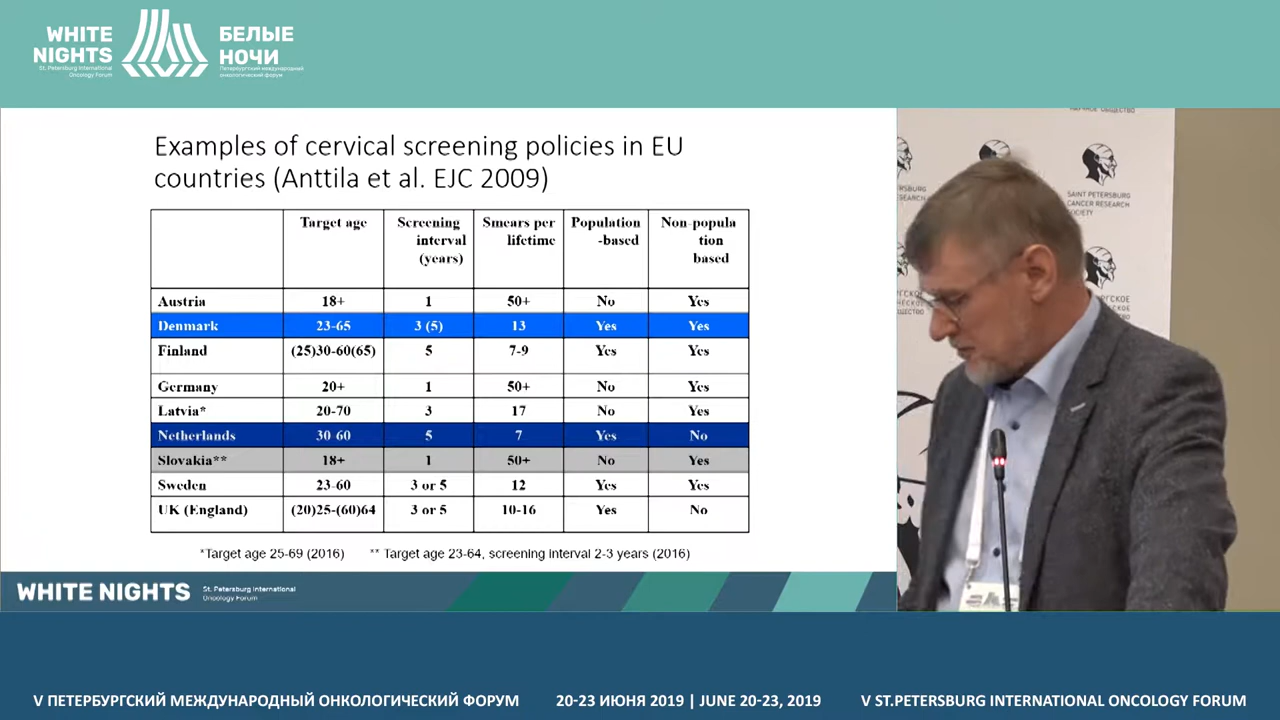 WHITE NIGHTS
St. Petersburg International
Oncology Forum
БЕЛЫЕ НОЧИ
Петербургский международный
онкологический форум
Examples of cervical screening policies in EU
countries (Anttila et al. EJC 2009)
Target age Screening interval (years) Smears per lifetime Population-based Non-population based
Austria 18+ 1 50+ No Yes
Denmark 23-65 3 (5) 13 Yes Yes
Finland (25)30-60(65) 5 7-9 Yes Yes
Germany 20+ 1 50+ No Yes
Latvia* 20-70 3 17 No Yes
Netherlands 30-60 5 7 Yes No
Slovakia** 18+ 1 50+ No Yes
Sweden 23-60 3 or 5 12 Yes Yes
UK (England) (20)25-(60)64 3 or 5 10-16 Yes No
*Target age 25-69 (2016) ** Target age 23-64, screening interval 2-3 years (2016)
WHITE NIGHTS
St. Petersburg International
Oncology Forum
SAINT PETERSBURG
CANCER RESEARCH
SOCIETY
V ПЕТЕРБУРГСКИЙ МЕЖДУНАРОДНЫЙ ОНКОЛОГИЧЕСКИЙ ФОРУМ 20-23 ИЮНЯ 2019 | JUNE 20-23, 2019 V ST.PETERSBURG INTERNATIONAL ONCOLOGY FORUM